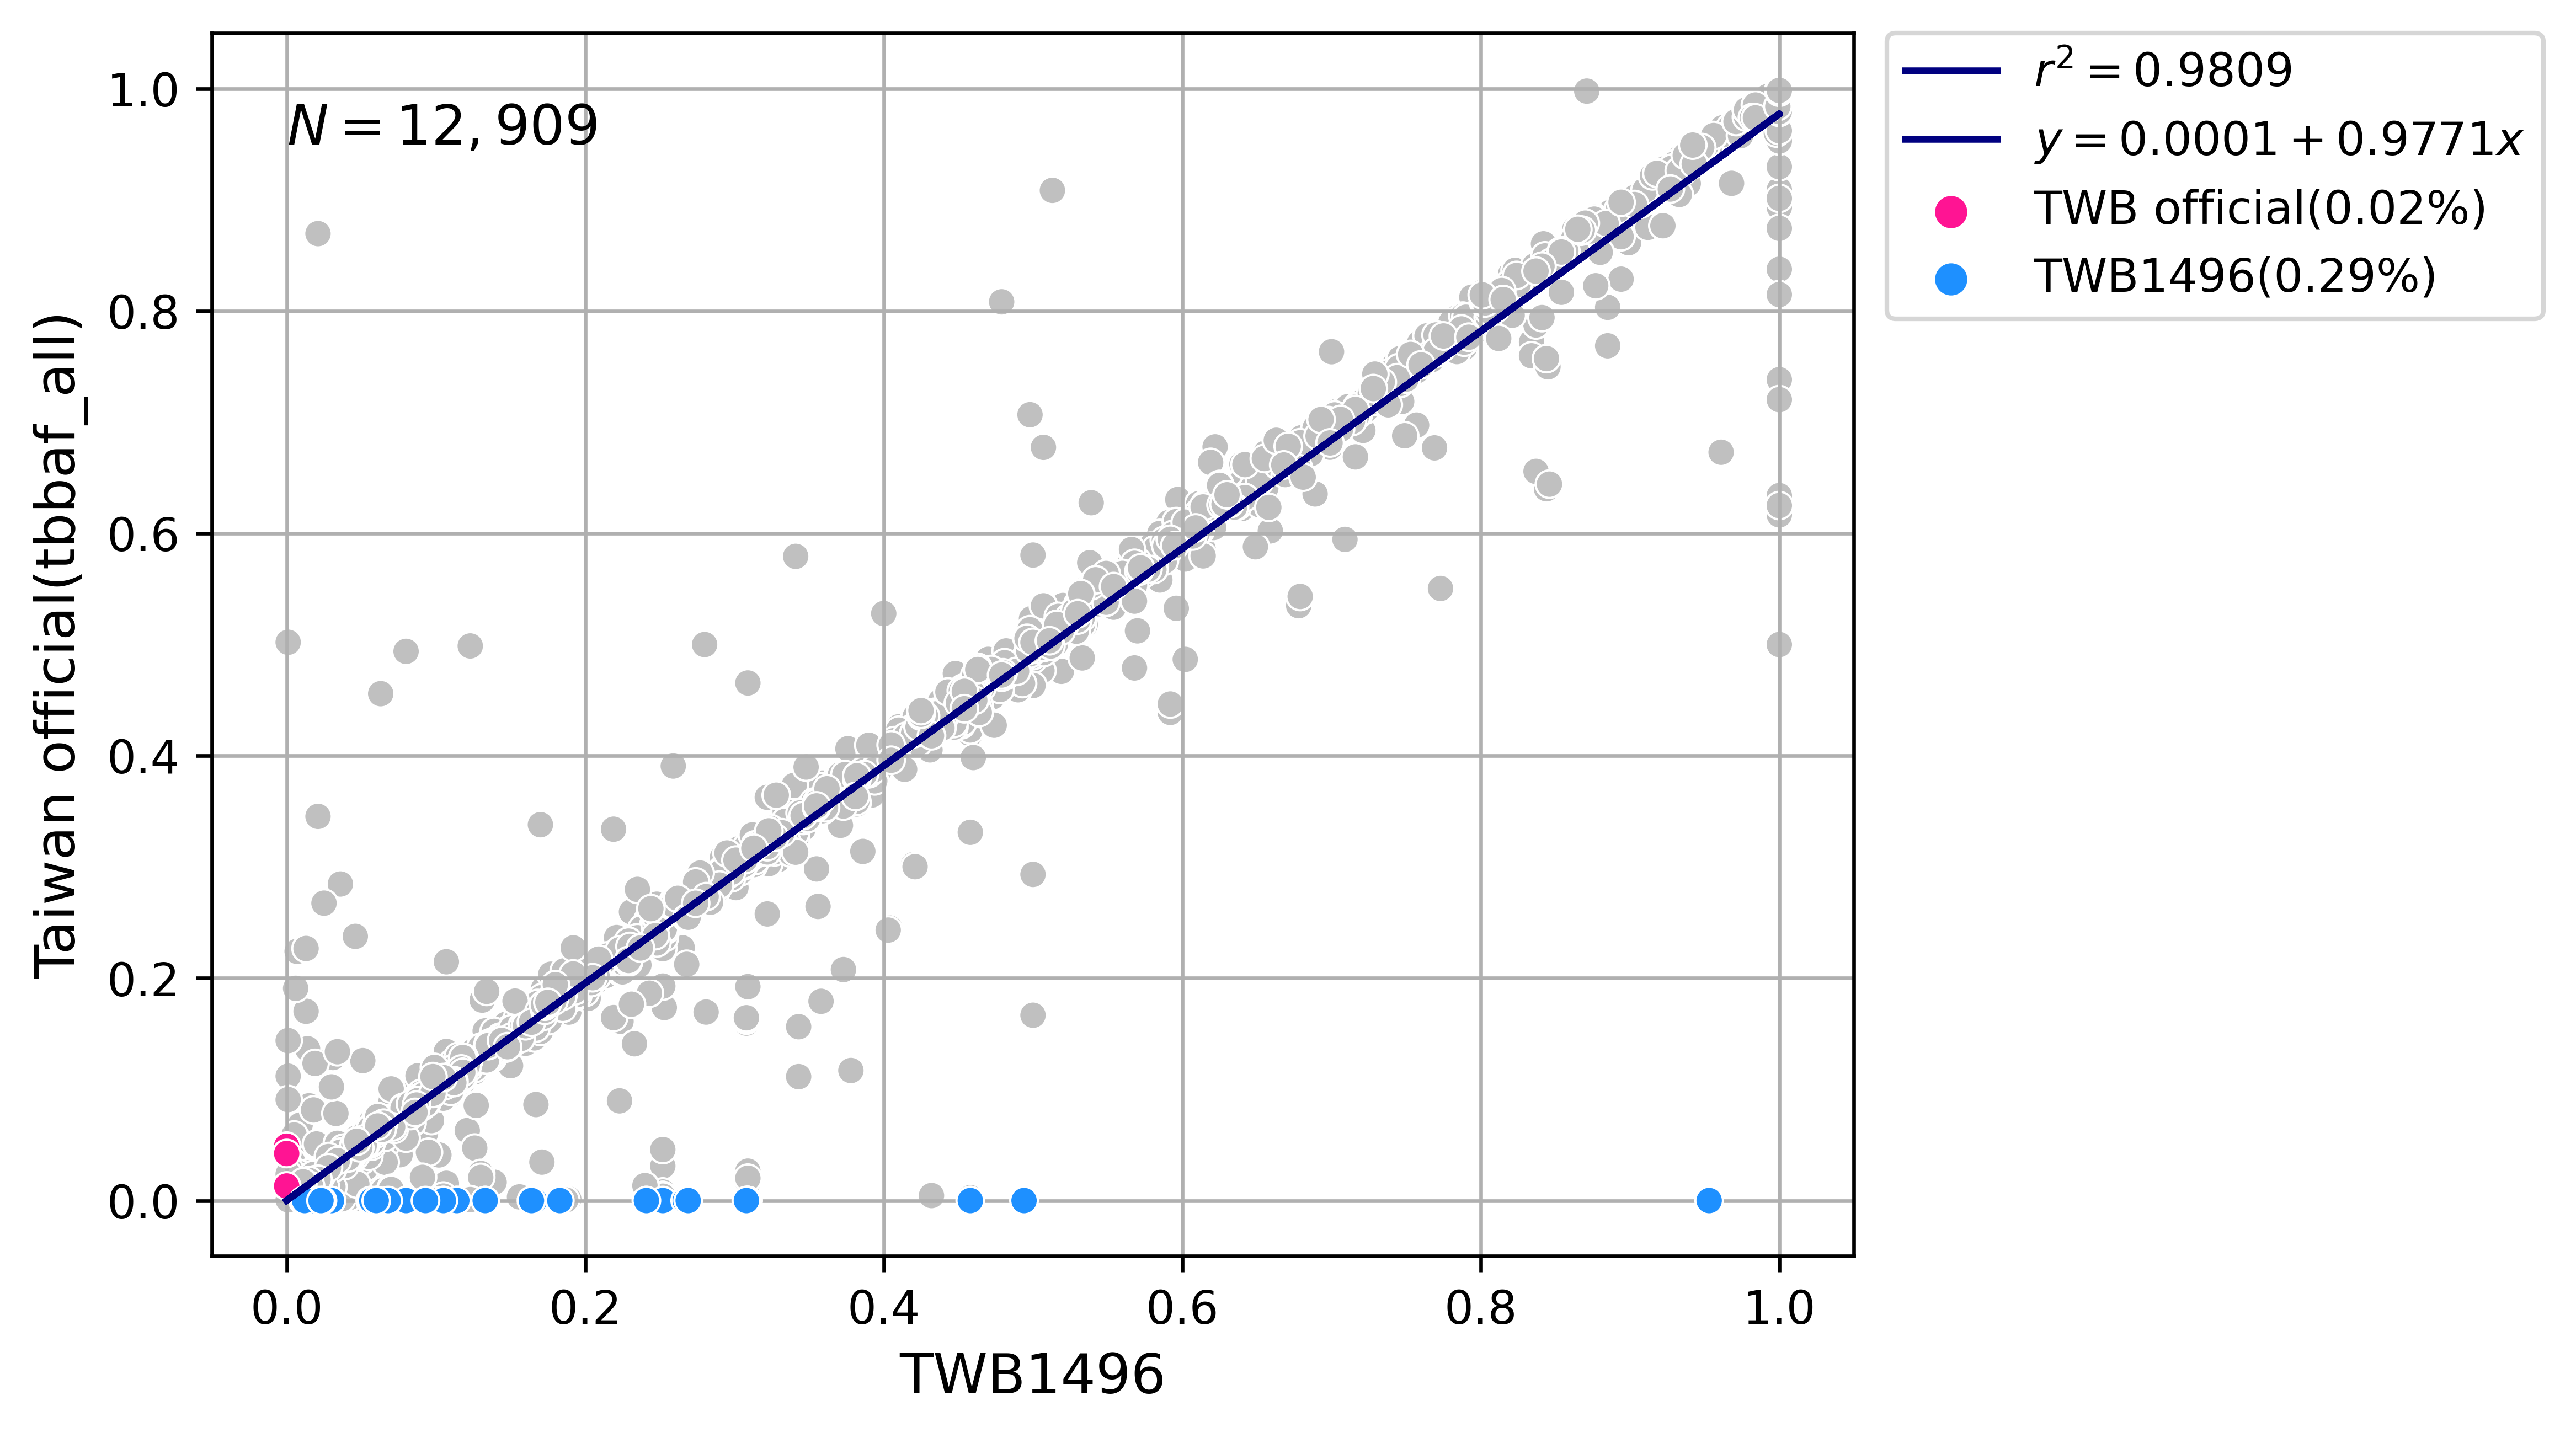 N = 12,909
r² = 0.9809
y = 0.0001 + 0.9771x
TWB official(0.02%)
TWB1496(0.29%)
Taiwan official(tbbaf_all)
1.0
0.8
0.6
0.4
0.2
0.0
0.0 0.2 0.4 0.6 0.8 1.0
TWB1496